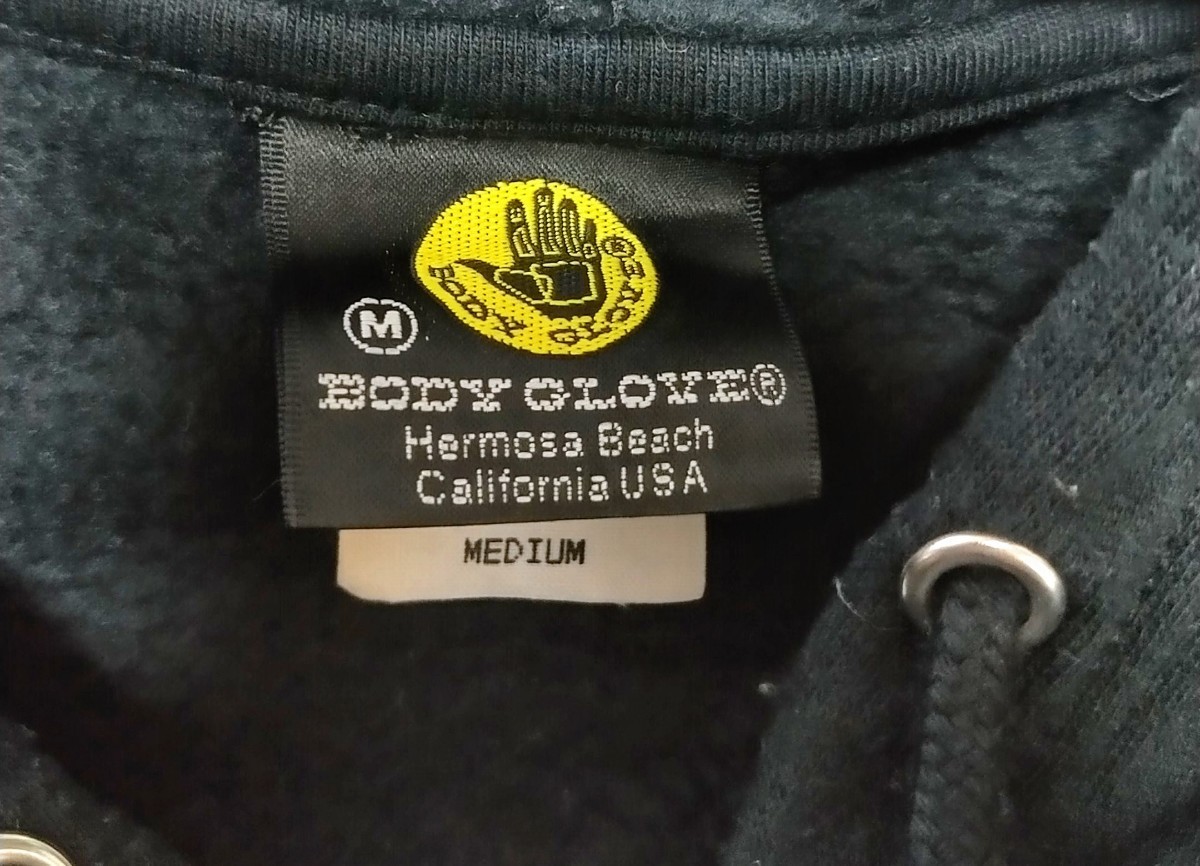 BODY GLOVE®
M
BODY GLOVE®
Hermosa Beach
California USA
MEDIUM